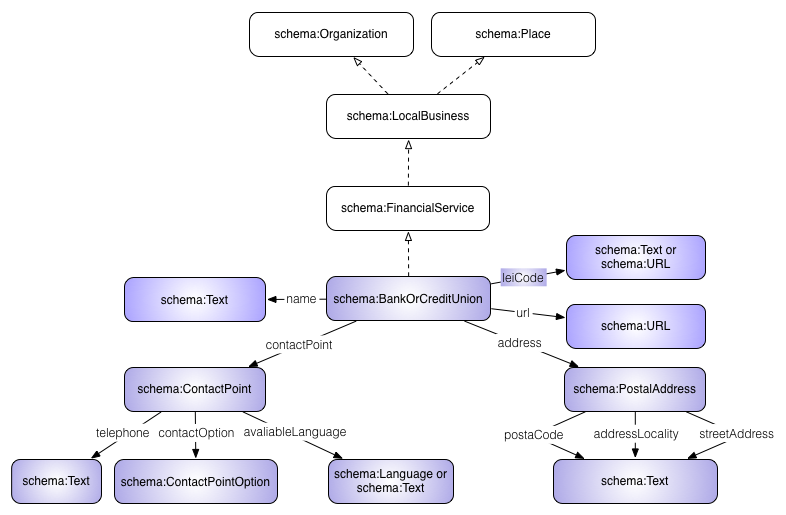 schema:Organization
schema:Place
schema:LocalBusiness
schema:FinancialService
schema:Text or
schema:URL
leiCode
schema:Text
name
schema:BankOrCreditUnion
url
schema:URL
contactPoint
address
schema:ContactPoint
schema:PostalAddress
telephone
contactOption
avaliableLanguage
postaCode
addressLocality
streetAddress
schema:Text
schema:ContactPointOption
schema:Language or
schema:Text
schema:Text